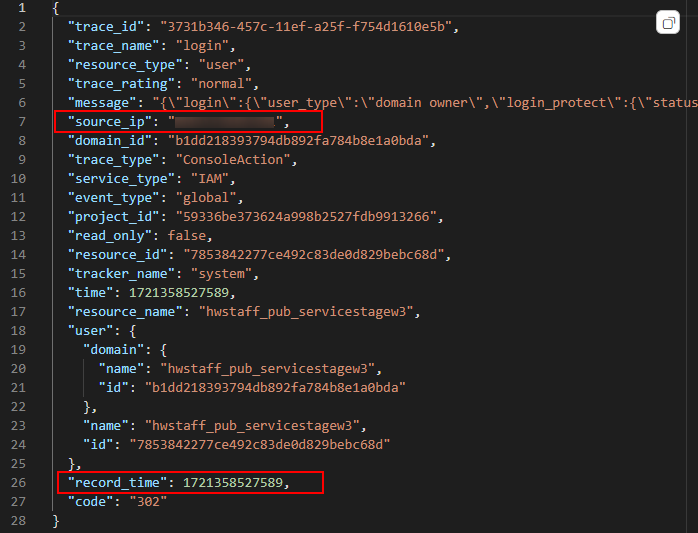 1 {
2 "trace_id": "3731b346-457c-11ef-a25f-f754d1610e5b",
3 "trace_name": "login",
4 "resource_type": "user",
5 "trace_rating": "normal",
6 "message": "{\"login\":{\"user_type\":\"domain owner\",\"login_protect\":{\"status
7 "source_ip": " ",
8 "domain_id": "b1dd218393794db892fa784b8e1a0bda",
9 "trace_type": "ConsoleAction",
10 "service_type": "IAM",
11 "event_type": "global",
12 "project_id": "59336be373624a998b2527fdb9913266",
13 "read_only": false,
14 "resource_id": "7853842277ce492c83de0d829bebc68d",
15 "tracker_name": "system",
16 "time": 1721358527589,
17 "resource_name": "hwstaff_pub_servicestagew3",
18 "user": {
19 "domain": {
20 "name": "hwstaff_pub_servicestagew3",
21 "id": "b1dd218393794db892fa784b8e1a0bda"
22 },
23 "name": "hwstaff_pub_servicestagew3",
24 "id": "7853842277ce492c83de0d829bebc68d"
25 },
26 "record_time": 1721358527589,
27 "code": "302"
28 }